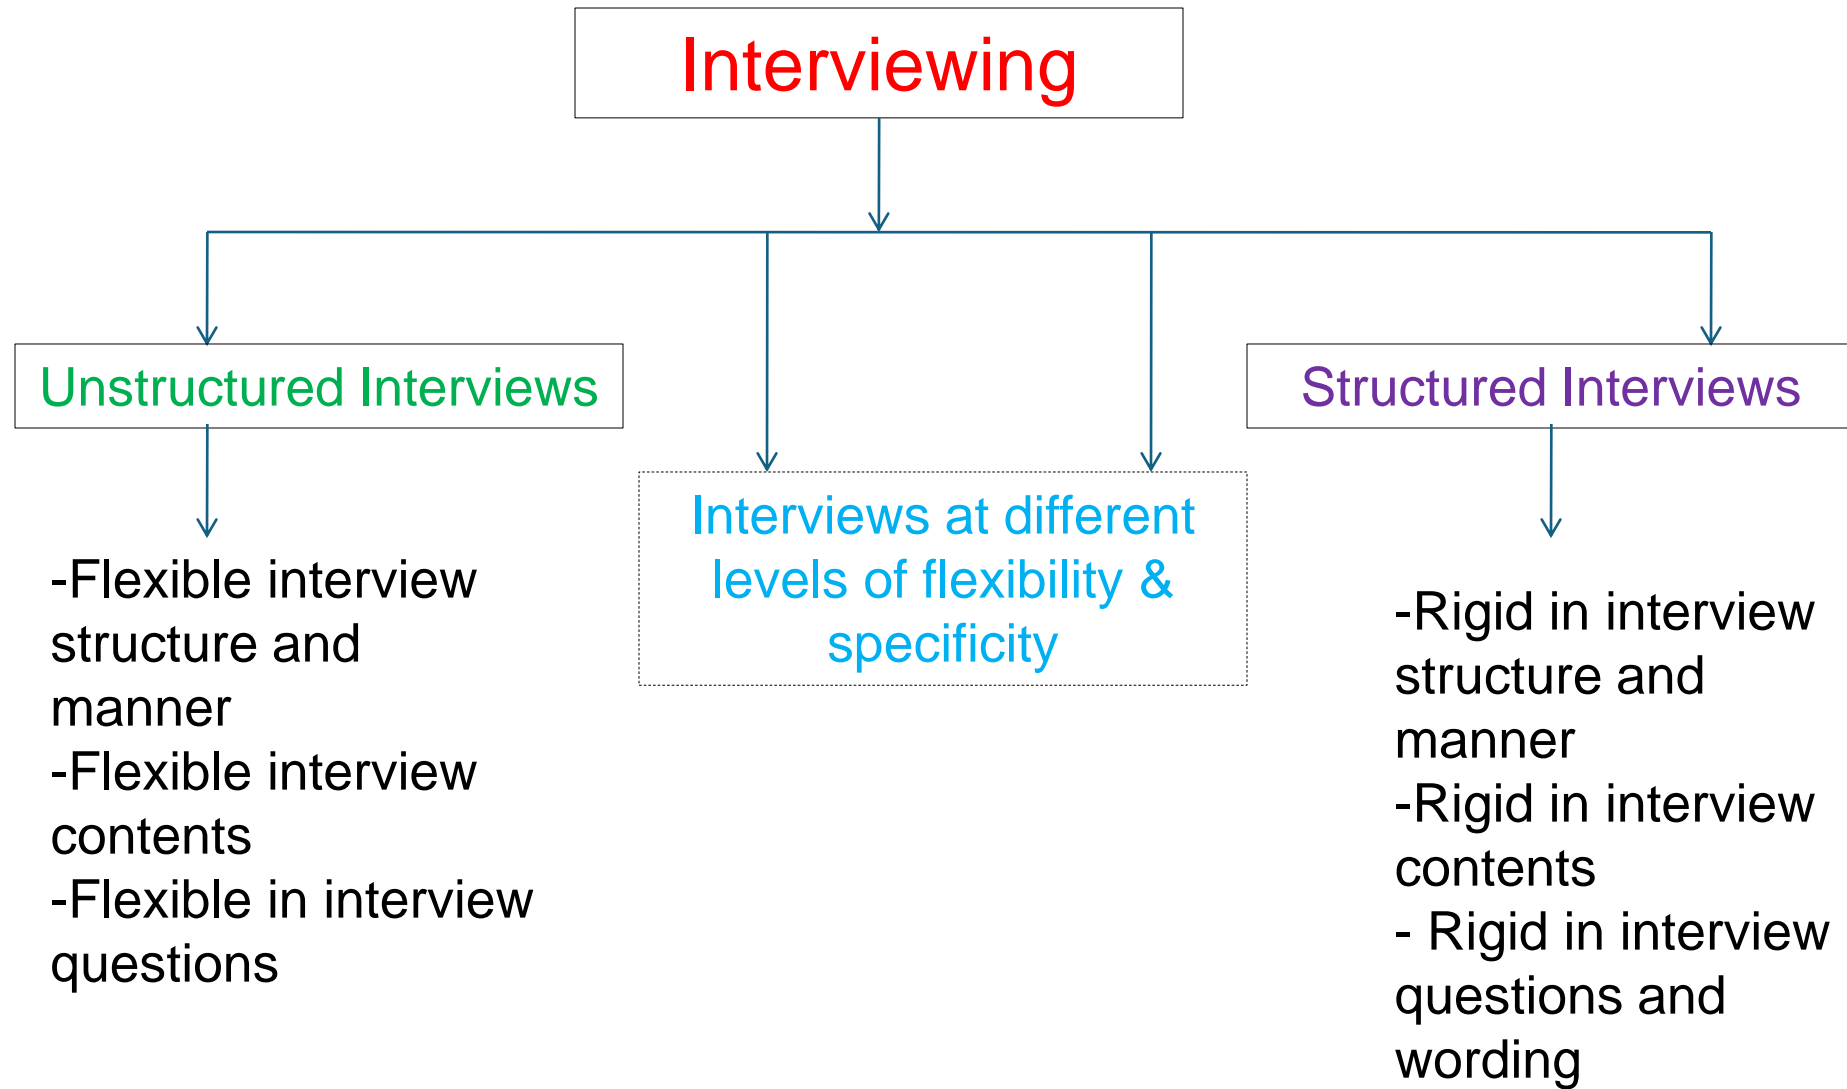 Interviewing
Unstructured Interviews
Structured Interviews
Interviews at different
levels of flexibility &
specificity
-Flexible interview
structure and
manner
-Flexible interview
contents
-Flexible in interview
questions
-Rigid in interview
structure and
manner
-Rigid in interview
contents
- Rigid in interview
questions and
wording